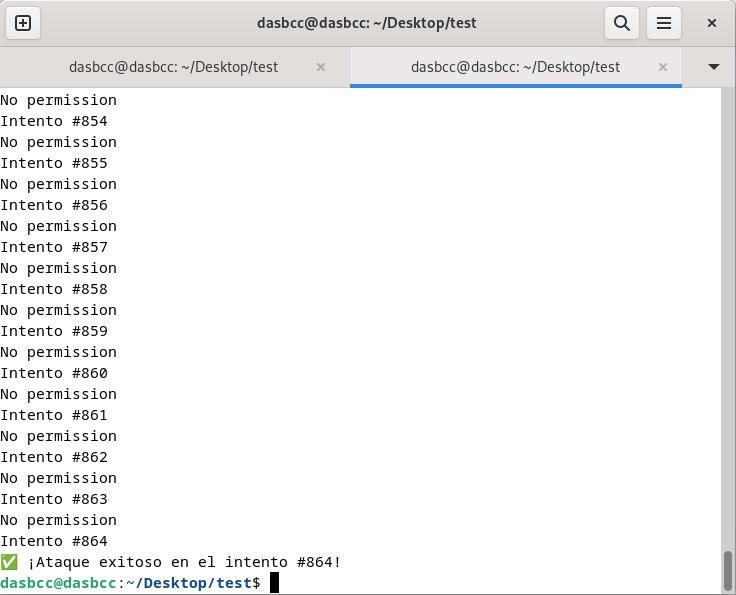 dasbcc@dasbcc: ~/Desktop/test
dasbcc@dasbcc: ~/Desktop/test
dasbcc@dasbcc: ~/Desktop/test
No permission
Intento #854
No permission
Intento #855
No permission
Intento #856
No permission
Intento #857
No permission
Intento #858
No permission
Intento #859
No permission
Intento #860
No permission
Intento #861
No permission
Intento #862
No permission
Intento #863
No permission
Intento #864
✅ ¡Ataque exitoso en el intento #864!
dasbcc@dasbcc:~/Desktop/test$